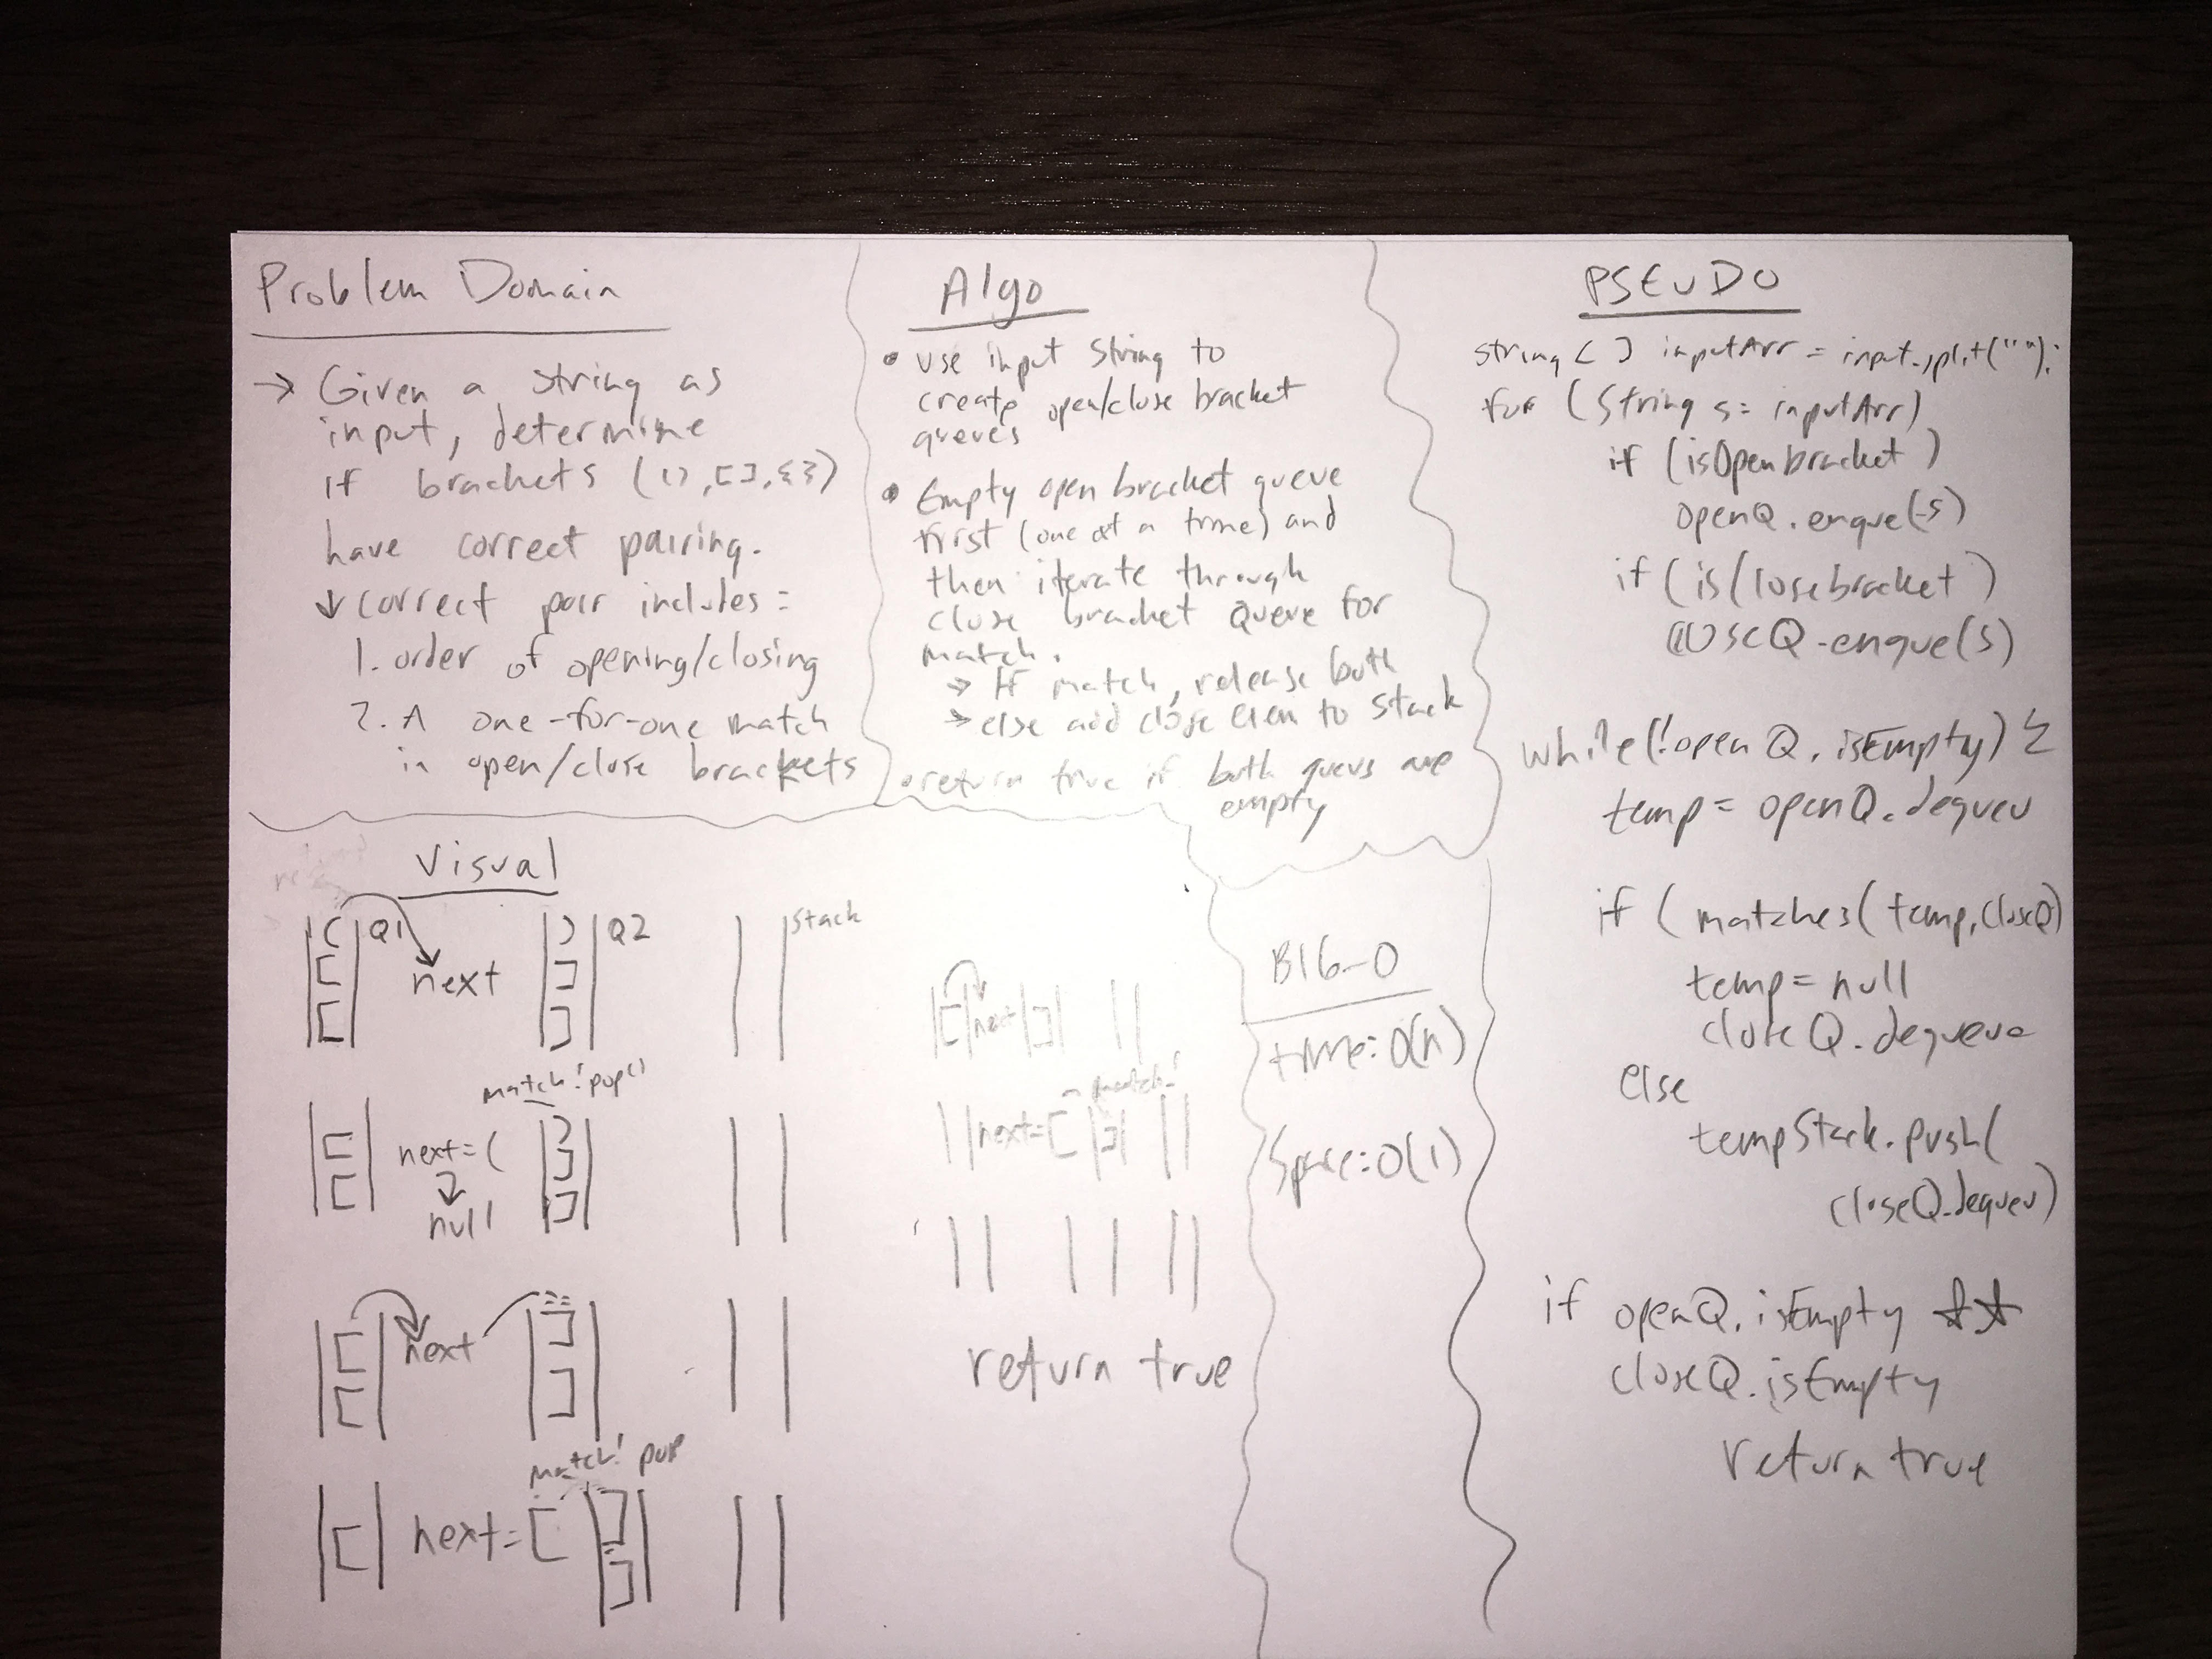 Problem Domain
→ Given a string as
input, determine
if brackets ((),[],{})
have correct pairing.
↓ correct pair includes:
1. order of opening/closing
2. A one-for-one match
in open/close brackets
Algo
• use input string to
create open/close bracket
queues
• Empty open bracket queue
first (one at a time) and
then iterate through
close bracket Queue for
match.
→ If match, release both
→ else add close elem to stack
• return true if both queus are
empty
PSEUDO
string [] inputArr = input.split("");
for (String s: inputArr)
if (isOpenbracket)
openQ.enque(s)
if (isClosebracket)
closeQ.enque(s)
while(!openQ.isEmpty) {
temp = openQ.dequeu
if (matches(temp, closeQ)
temp = null
closeQ.dequeue
else
tempStack.push(
closeQ.dequeu)
if openQ.isEmpty &&
closeQ.isEmpty
return true
Visual
( Q1 ) Q2 stack
[ next ]
[ ]
match! pop()
[ next = ( )
[ ]
null ]
[ next ]
[ ]
match! pop
[ next = [ ]
]
[ next ]
match!
next = [ ]
return true
BIG-O
time: O(n)
Space: O(1)